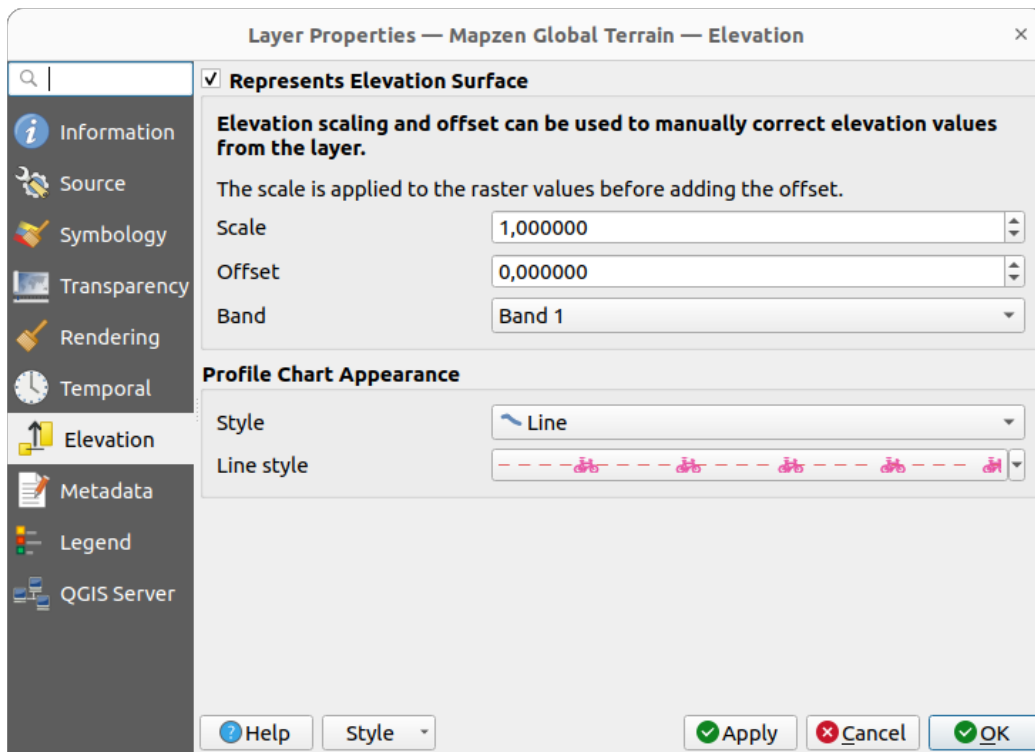 Layer Properties — Mapzen Global Terrain — Elevation
Information
Source
Symbology
Transparency
Rendering
Temporal
Elevation
Metadata
Legend
QGIS Server
Represents Elevation Surface
Elevation scaling and offset can be used to manually correct elevation values
from the layer.
The scale is applied to the raster values before adding the offset.
Scale 1,000000
Offset 0,000000
Band Band 1
Profile Chart Appearance
Style Line
Line style
Help Style Apply Cancel OK